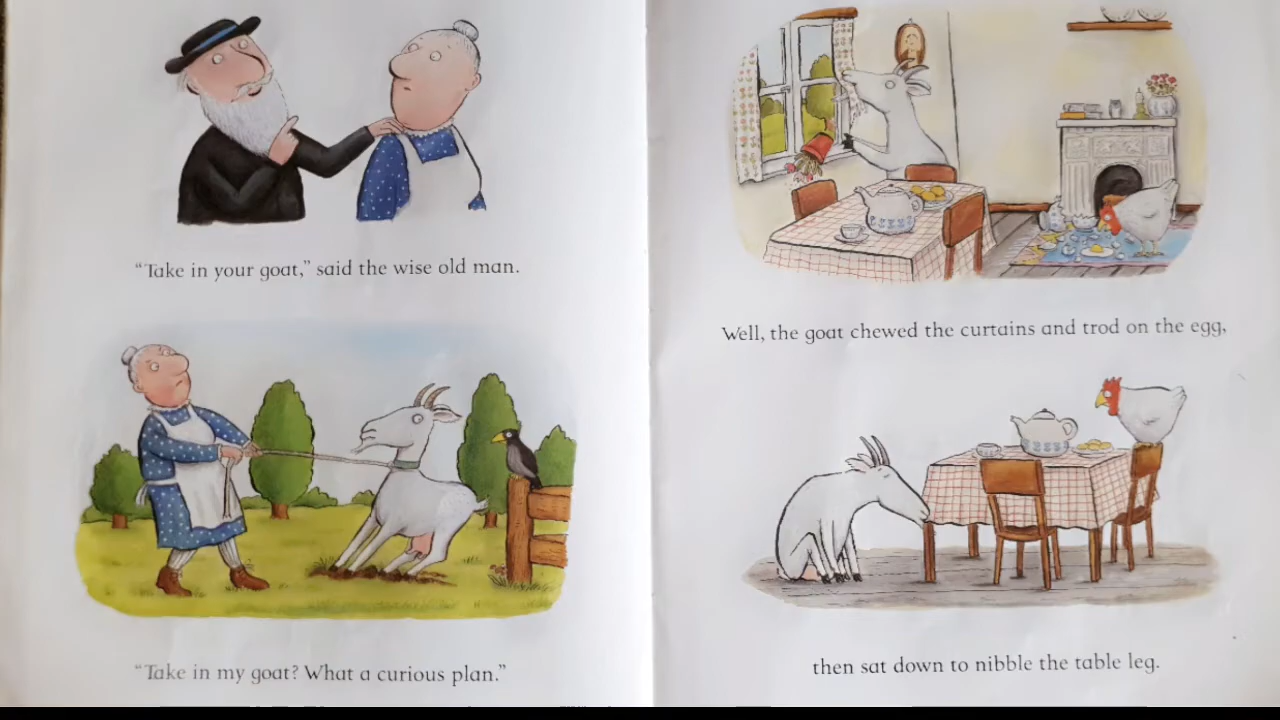 “Take in your goat,” said the wise old man.
“Take in my goat? What a curious plan.”
Well, the goat chewed the curtains and trod on the egg,
then sat down to nibble the table leg.